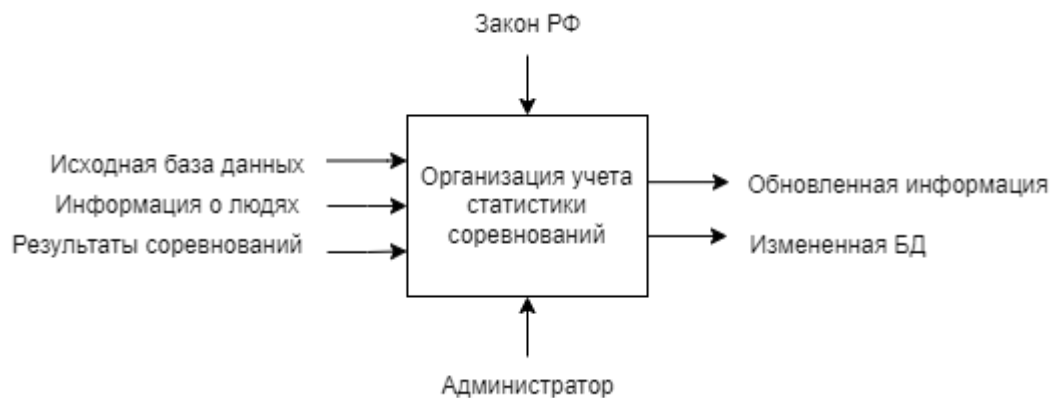 Закон РФ
Исходная база данных
Информация о людях
Результаты соревнований
Организация учета
статистики
соревнований
Обновленная информация
Измененная БД
Администратор